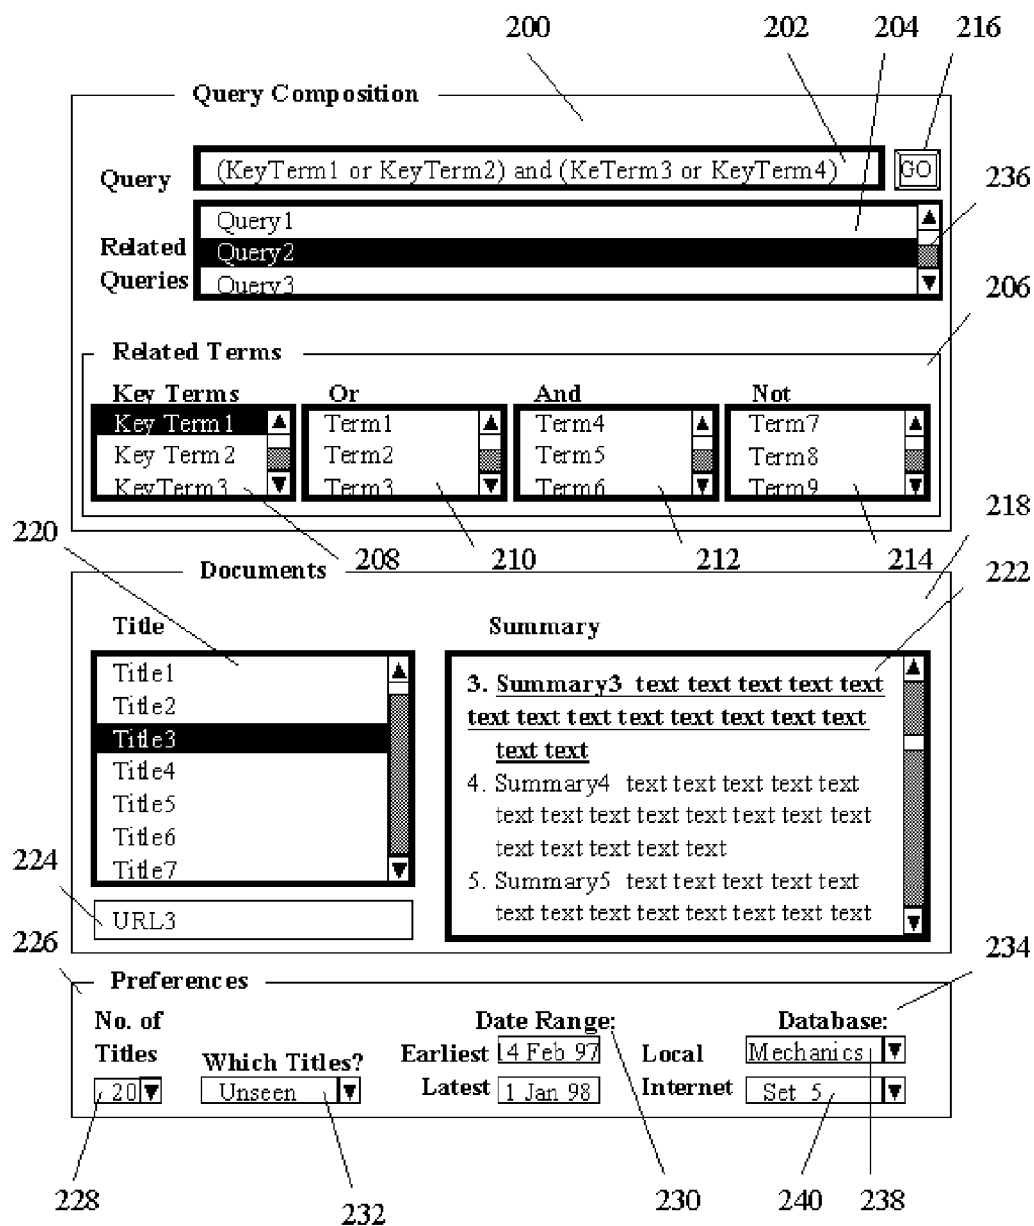 200 202 204 216
Query Composition
Query (KeyTerm1 or KeyTerm2) and (KeTerm3 or KeyTerm4) GO
236
Query1
Related Query2
Queries Query3
206
Related Terms
Key Terms Or And Not
Key Term1 Term1 Term4 Term7
Key Term2 Term2 Term5 Term8
KeyTerm3 Term3 Term6 Term9
218
220
208 210 212 214 222
Documents
Title Summary
Title1
Title2
Title3
Title4
Title5
Title6
Title7
3. Summary3 text text text text text
text text text text text text text text
text text
4. Summary4 text text text text text
text text text text text text text text
text text text text text
5. Summary5 text text text text text
text text text text text text text text
224
URL3
226 234
Preferences
No. of
Titles
20
Which Titles?
Unseen
Date Range:
Earliest 14 Feb 97
Latest 1 Jan 98
Database:
Local Mechanics
Internet Set 5
228 232 230 240 238